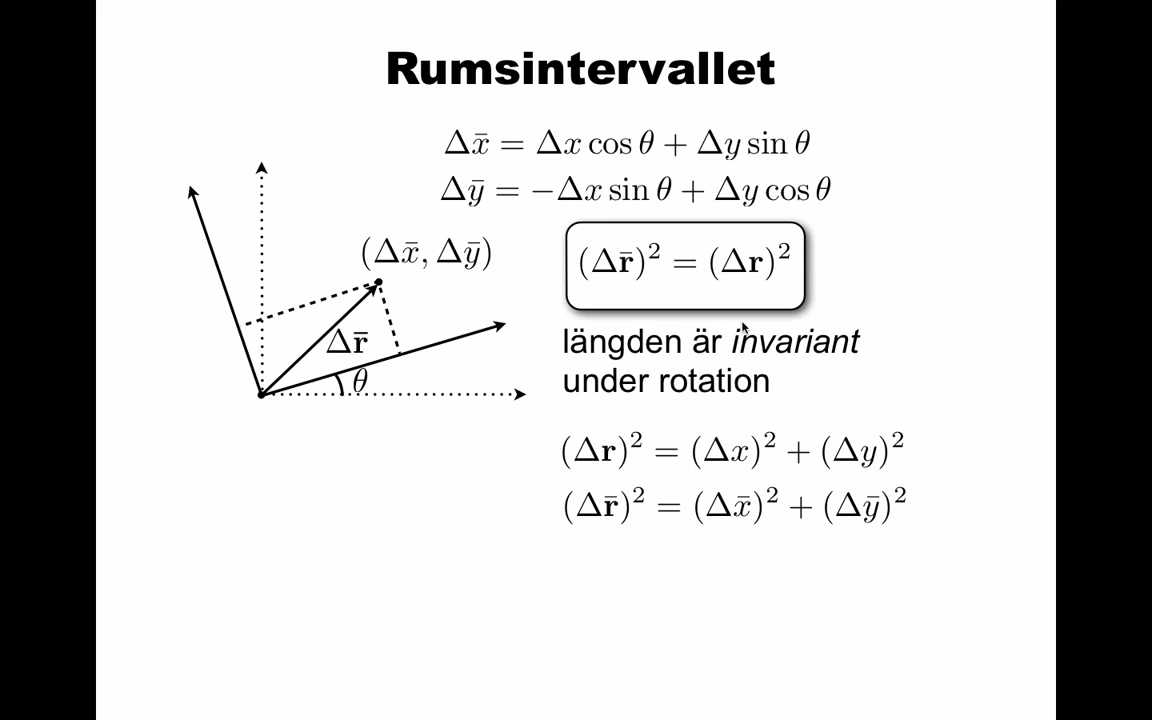 Rumsintervallet
Δx̄ = Δx cos θ + Δy sin θ
Δȳ = −Δx sin θ + Δy cos θ
(Δx̄, Δȳ)
(Δr̄)² = (Δr)²
Δr̄
θ
längden är invariant
under rotation
(Δr)² = (Δx)² + (Δy)²
(Δr̄)² = (Δx̄)² + (Δȳ)²